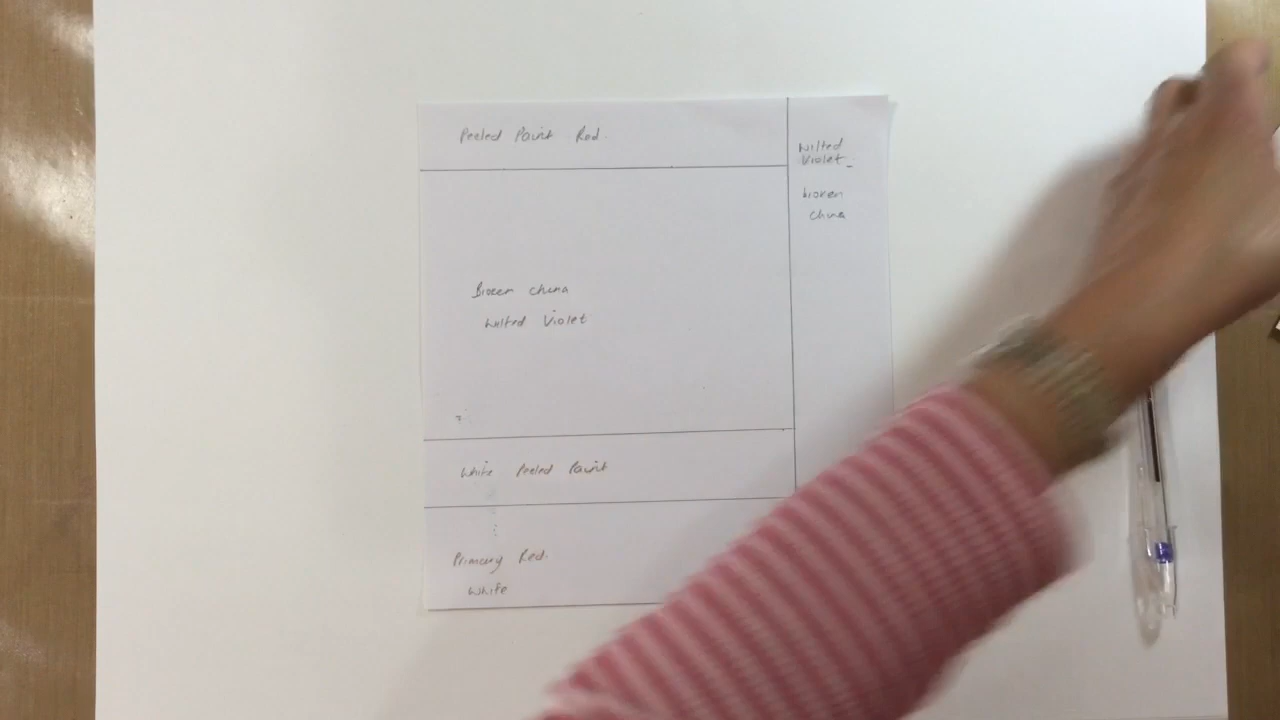 Peeled Paint Red.
Wilted
Violet
broken
China
Broken China
Wilted Violet
White Peeled Paint
Primary Red.
White